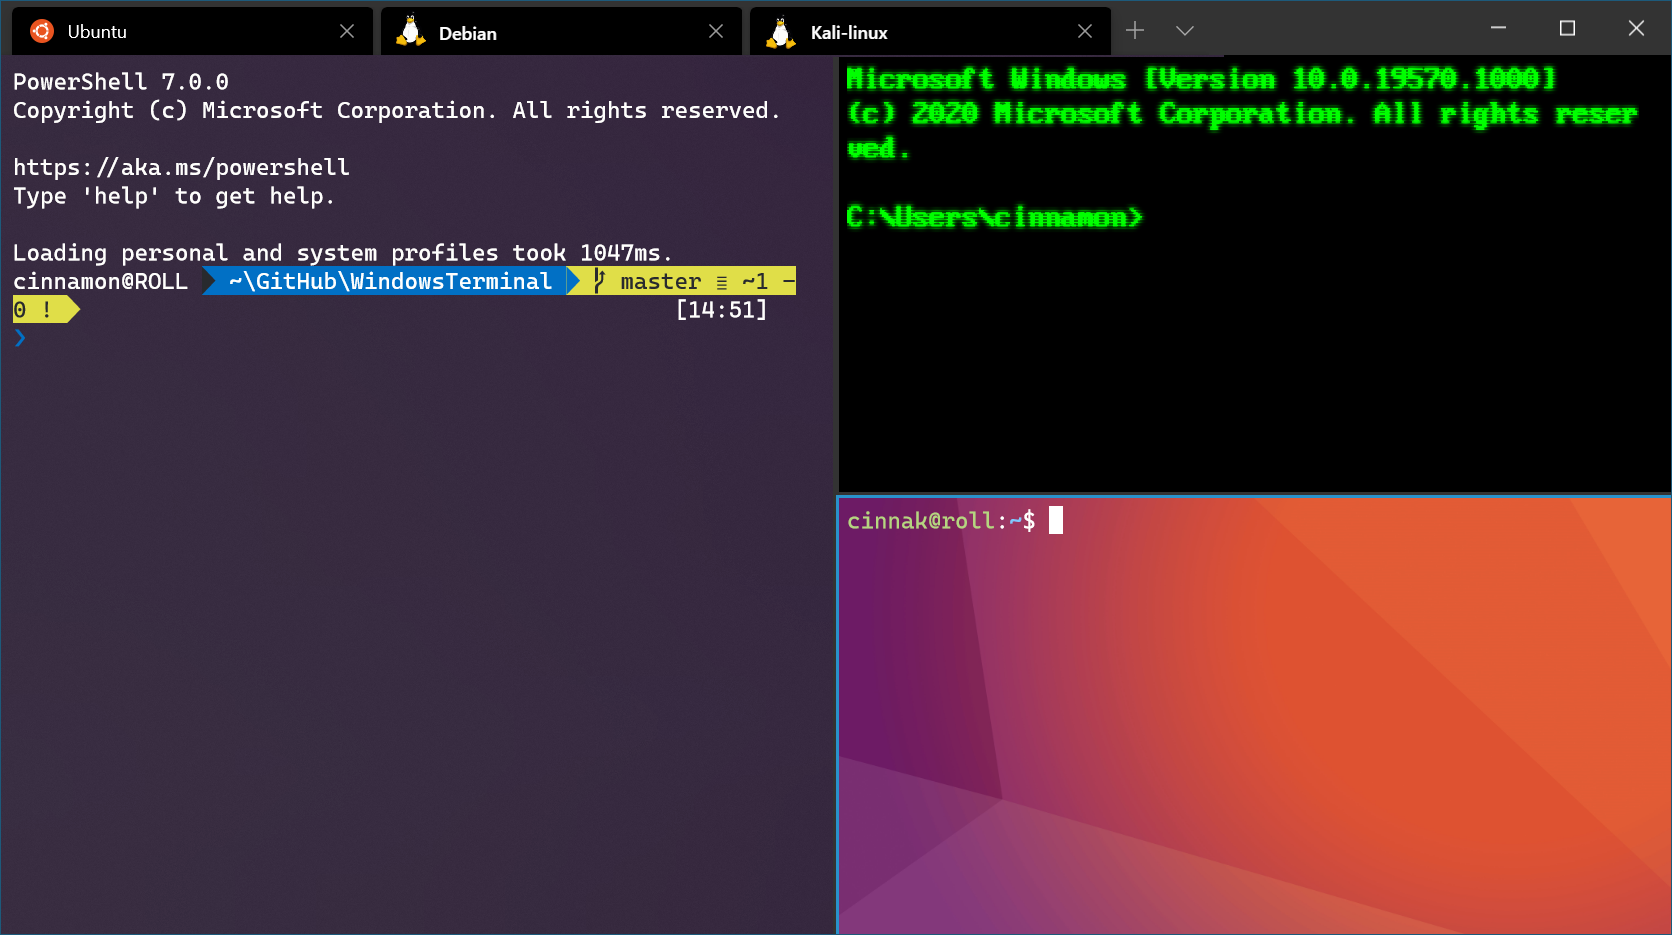 Ubuntu
Debian
Kali-linux
PowerShell 7.0.0
Copyright (c) Microsoft Corporation. All rights reserved.
https://aka.ms/powershell
Type 'help' to get help.
Loading personal and system profiles took 1047ms.
cinnamon@ROLL ~\GitHub\WindowsTerminal master ≡ ~1 -
0 ! [14:51]
❯
Microsoft Windows [Version 10.0.19570.1000]
(c) 2020 Microsoft Corporation. All rights reser
ved.
C:\Users\cinnamon>
cinnak@roll:~$